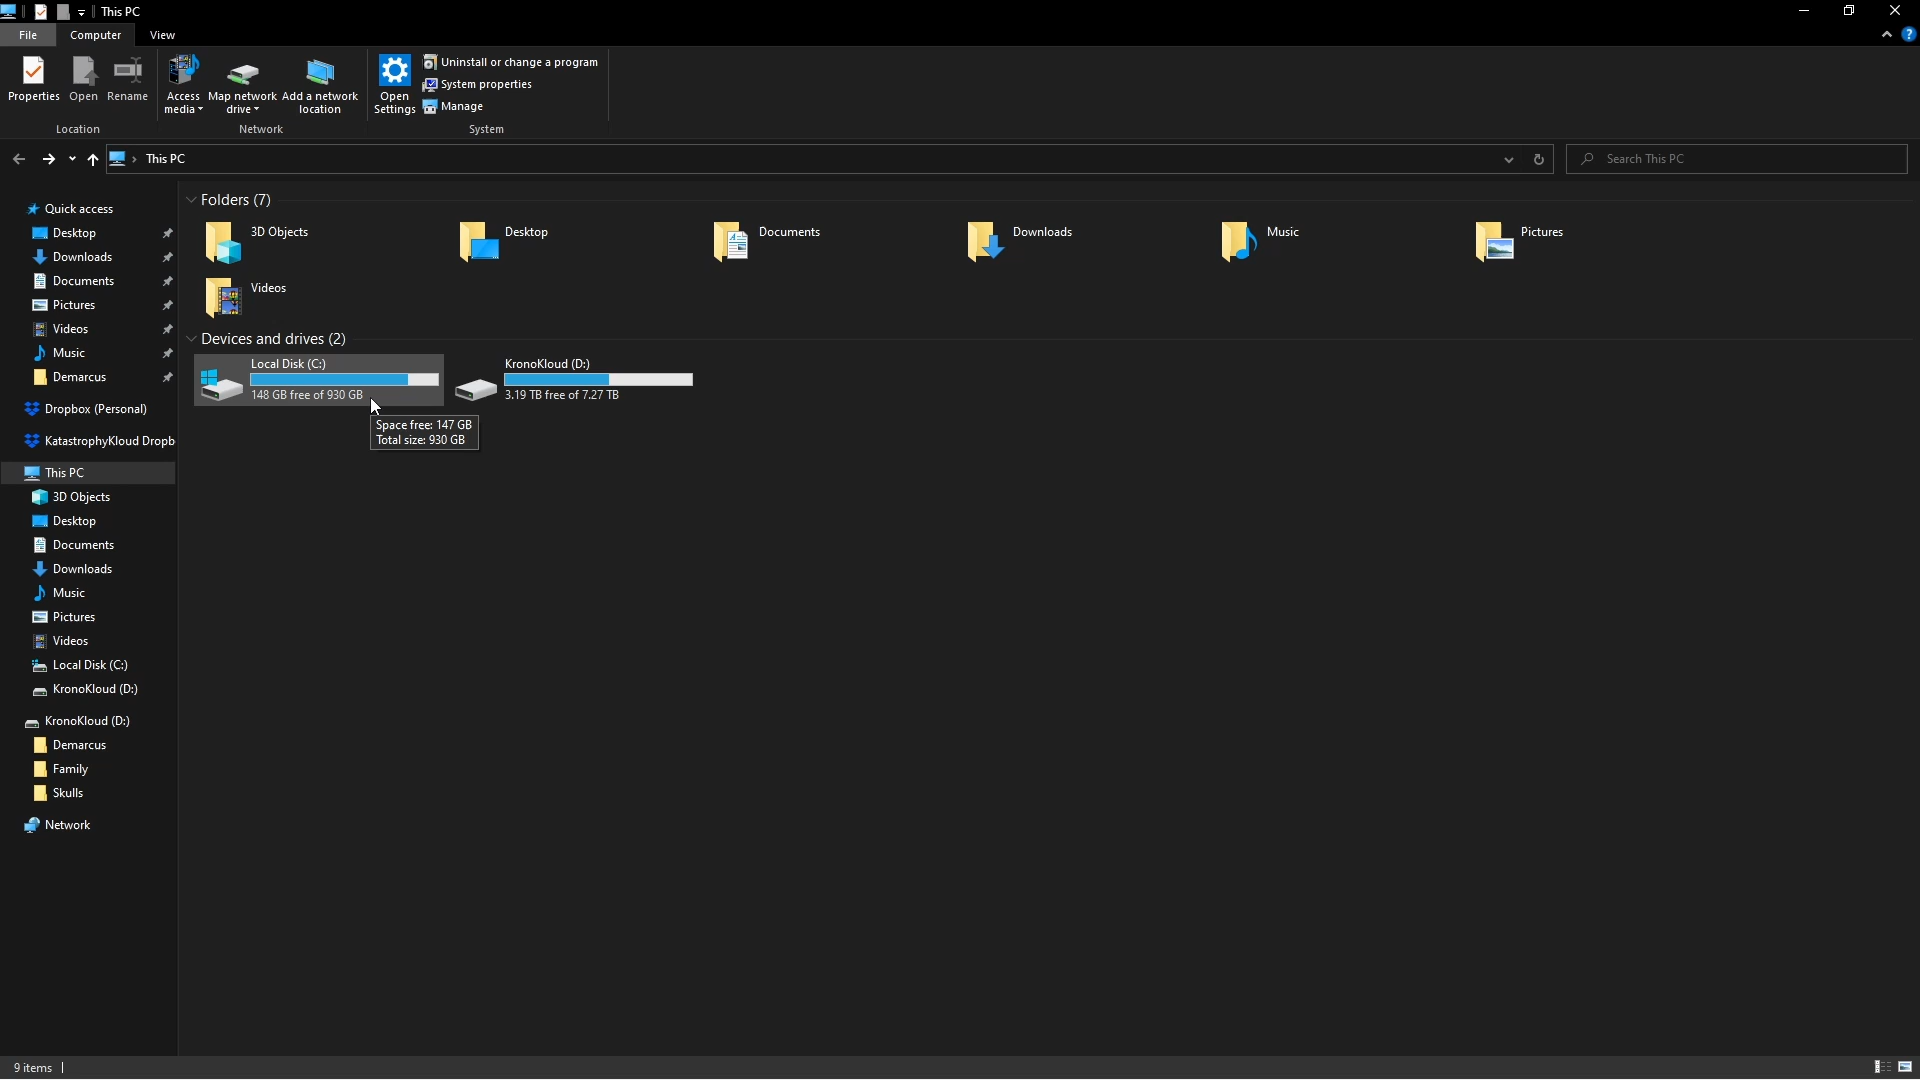 This PC
File
Computer
View
Properties
Open
Rename
Access media
Map network drive
Add a network location
Open Settings
Uninstall or change a program
System properties
Manage
Location
Network
System
This PC
Search This PC
Quick access
Desktop
Downloads
Documents
Pictures
Videos
Music
Demarcus
Dropbox (Personal)
KatastrophyKloud Dropb
This PC
3D Objects
Desktop
Documents
Downloads
Music
Pictures
Videos
Local Disk (C:)
KronoKloud (D:)
KronoKloud (D:)
Demarcus
Family
Skulls
Network
Folders (7)
3D Objects
Desktop
Documents
Downloads
Music
Pictures
Videos
Devices and drives (2)
Local Disk (C:)
148 GB free of 930 GB
KronoKloud (D:)
3.19 TB free of 7.27 TB
Space free: 147 GB
Total size: 930 GB
9 items